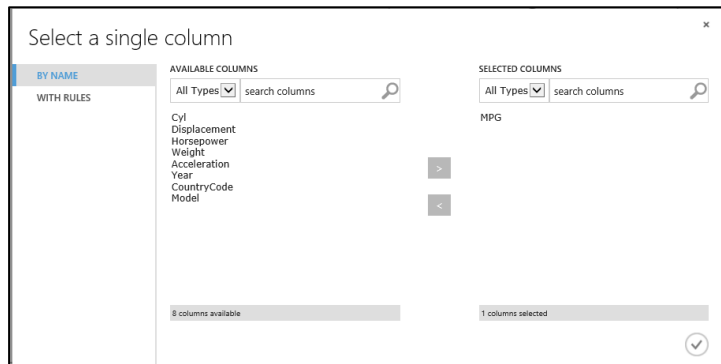 Select a single column
×
BY NAME
WITH RULES
AVAILABLE COLUMNS
All Types search columns
Cyl
Displacement
Horsepower
Weight
Acceleration
Year
CountryCode
Model
8 columns available
>
<
SELECTED COLUMNS
All Types search columns
MPG
1 columns selected